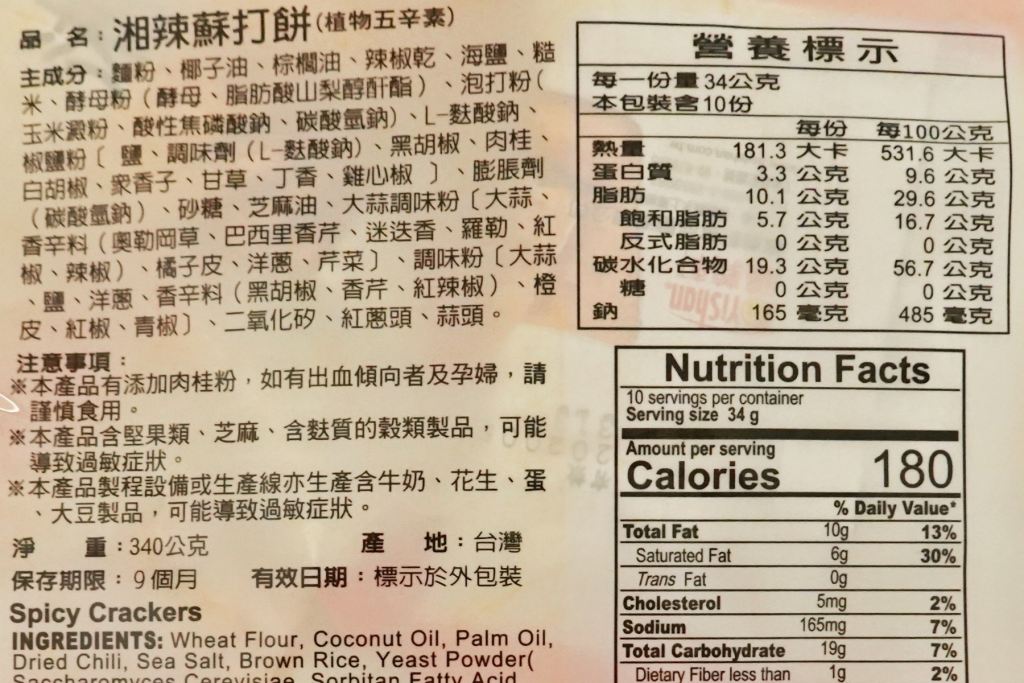 品 名：湘辣蘇打餅(植物五辛素)
主成分：麵粉、椰子油、棕櫚油、辣椒乾、海鹽、糙
米、酵母粉（酵母、脂肪酸山梨醇酐酯）、泡打粉（
玉米澱粉、酸性焦磷酸鈉、碳酸氫鈉）、L-麩酸鈉、
椒鹽粉〔 鹽、調味劑（L-麩酸鈉）、黑胡椒、肉桂、
白胡椒、衆香子、甘草、丁香、雞心椒 〕、膨脹劑
（碳酸氫鈉）、砂糖、芝麻油、大蒜調味粉〔大蒜、
香辛料（奧勒岡草、巴西里香芹、迷迭香、羅勒、紅
椒、辣椒）、橘子皮、洋蔥、芹菜〕、調味粉〔大蒜
、鹽、洋蔥、香辛料（黑胡椒、香芹、紅辣椒）、橙
皮、紅椒、青椒〕、二氧化矽、紅蔥頭、蒜頭。
注意事項：
※本產品有添加肉桂粉，如有出血傾向者及孕婦，請
謹慎食用。
※本產品含堅果類、芝麻、含麩質的穀類製品，可能
導致過敏症狀。
※本產品製程設備或生產線亦生產含牛奶、花生、蛋
、大豆製品，可能導致過敏症狀。
淨 重：340公克 產 地：台灣
保存期限：9個月 有效日期：標示於外包裝
Spicy Crackers
INGREDIENTS: Wheat Flour, Coconut Oil, Palm Oil,
Dried Chili, Sea Salt, Brown Rice, Yeast Powder(
Saccharomyces Cerevisiae, Sorbitan Fatty Acid
營養標示
每一份量34公克
本包裝含10份
每份 每100公克
熱量 181.3 大卡 531.6 大卡
蛋白質 3.3 公克 9.6 公克
脂肪 10.1 公克 29.6 公克
飽和脂肪 5.7 公克 16.7 公克
反式脂肪 0 公克 0 公克
碳水化合物 19.3 公克 56.7 公克
糖 0 公克 0 公克
鈉 165 毫克 485 毫克
Nutrition Facts
10 servings per container
Serving size 34 g
Amount per serving
Calories 180
% Daily Value*
Total Fat 10g 13%
Saturated Fat 6g 30%
Trans Fat 0g
Cholesterol 5mg 2%
Sodium 165mg 7%
Total Carbohydrate 19g 7%
Dietary Fiber less than 1g 2%